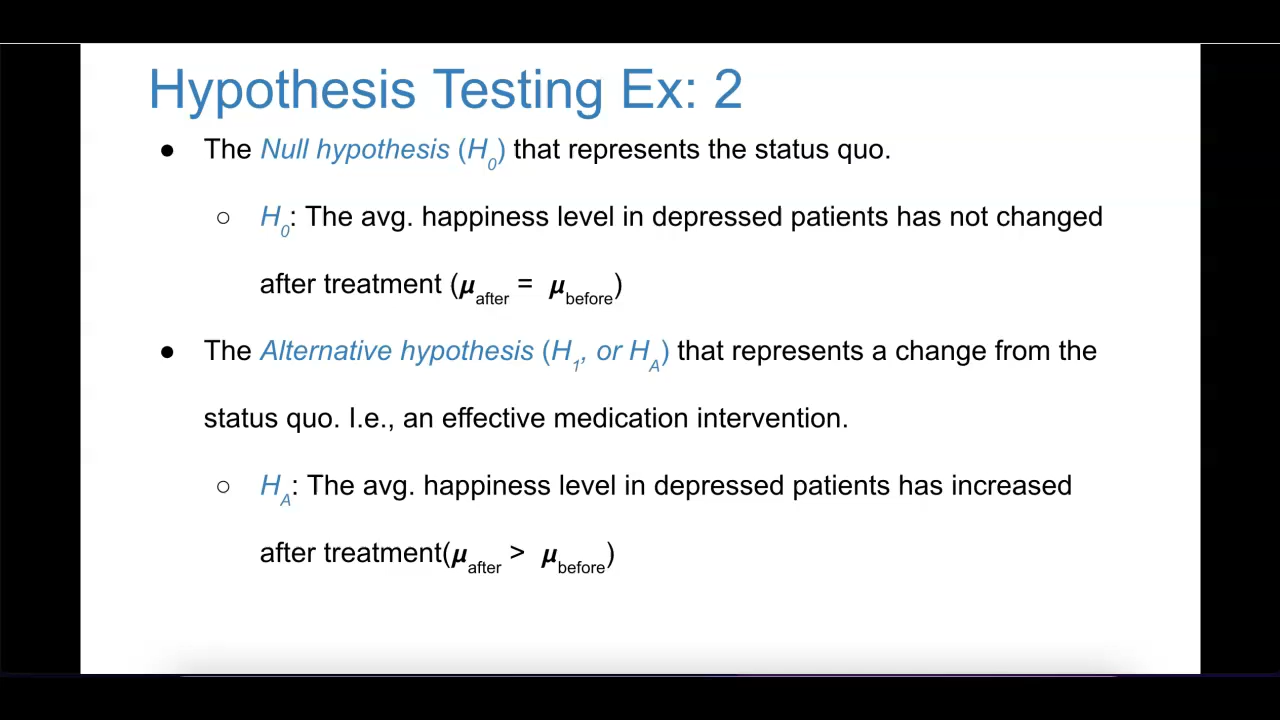 Hypothesis Testing Ex: 2
● The Null hypothesis (H0) that represents the status quo.
○ H0: The avg. happiness level in depressed patients has not changed
after treatment (μafter = μbefore)
● The Alternative hypothesis (H1, or HA) that represents a change from the
status quo. I.e., an effective medication intervention.
○ HA: The avg. happiness level in depressed patients has increased
after treatment(μafter > μbefore)